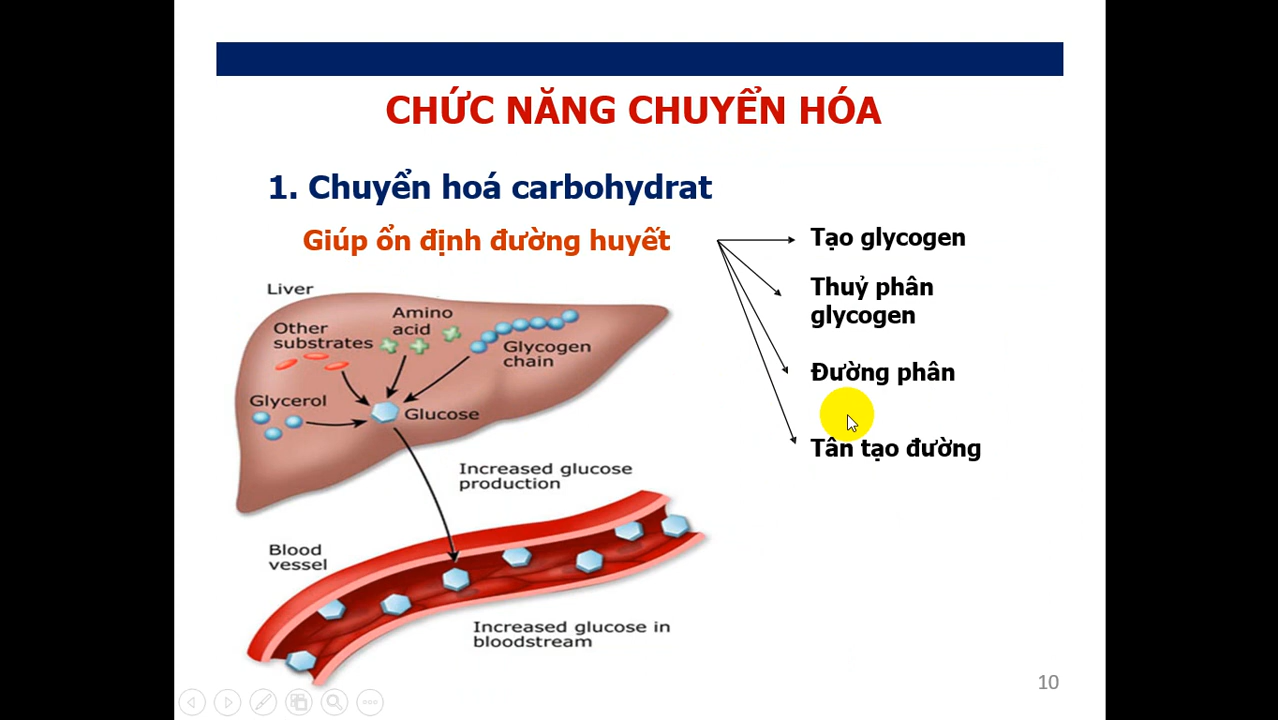 CHỨC NĂNG CHUYỂN HÓA
1. Chuyển hoá carbohydrat
Giúp ổn định đường huyết
Tạo glycogen
Thuỷ phân
glycogen
Đường phân
Tân tạo đường
Liver
Other
substrates
Amino
acid
Glycogen
chain
Glycerol
Glucose
Increased glucose
production
Blood
vessel
Increased glucose in
bloodstream
10